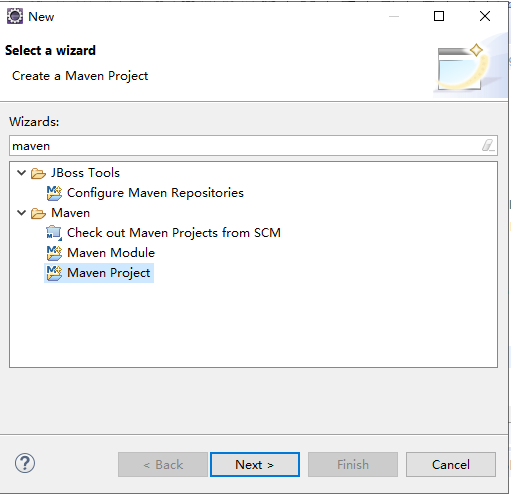 New
Select a wizard
Create a Maven Project
Wizards:
maven
JBoss Tools
Configure Maven Repositories
Maven
Check out Maven Projects from SCM
Maven Module
Maven Project
< Back
Next >
Finish
Cancel